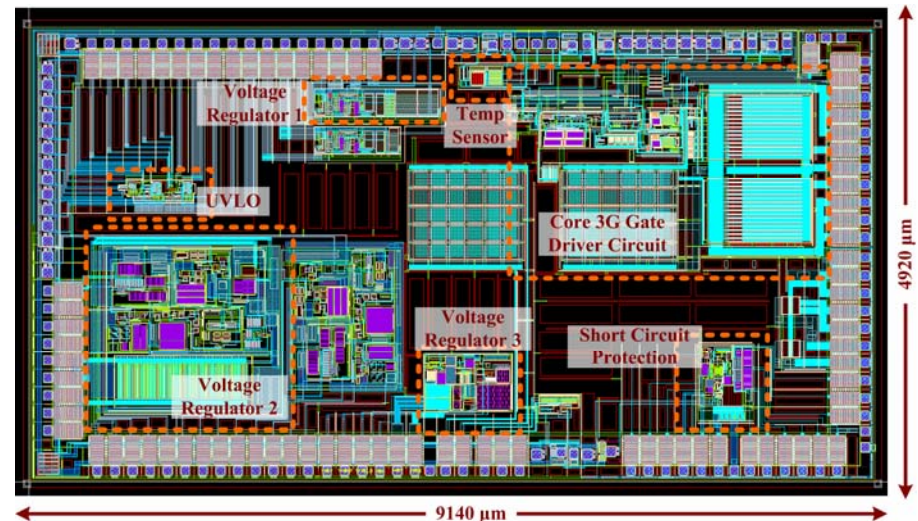 Voltage
Regulator 1
Temp
Sensor
UVLO
Core 3G Gate
Driver Circuit
Voltage
Regulator 3
Short Circuit
Protection
Voltage
Regulator 2
4920 µm
9140 µm